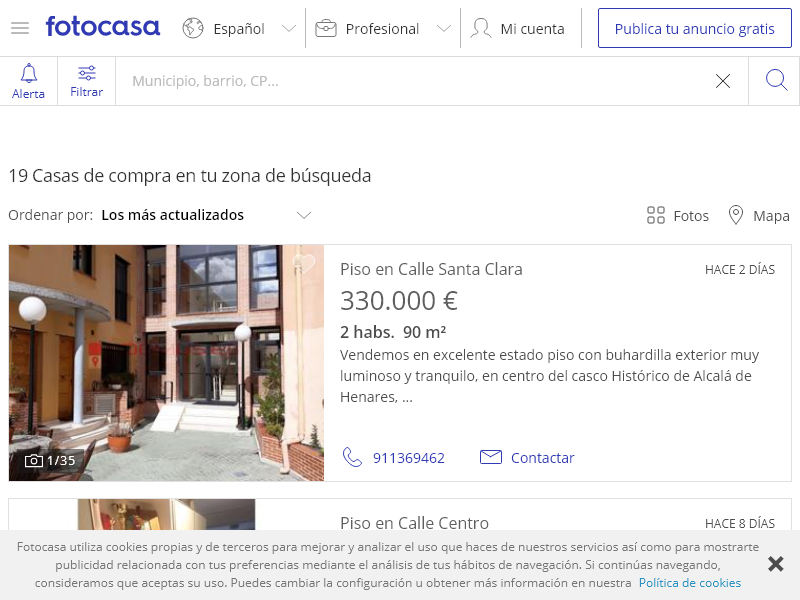 fotocasa Español Profesional Mi cuenta Publica tu anuncio gratis
Alerta Filtrar Municipio, barrio, CP...
19 Casas de compra en tu zona de búsqueda
Ordenar por: Los más actualizados Fotos Mapa
Piso en Calle Santa Clara HACE 2 DÍAS
330.000 €
2 habs. 90 m²
Vendemos en excelente estado piso con buhardilla exterior muy
luminoso y tranquilo, en centro del casco Histórico de Alcalá de
Henares, ...
1/35 911369462 Contactar
Piso en Calle Centro HACE 8 DÍAS
Fotocasa utiliza cookies propias y de terceros para mejorar y analizar el uso que haces de nuestros servicios así como para mostrarte
publicidad relacionada con tus preferencias mediante el análisis de tus hábitos de navegación. Si continúas navegando,
consideramos que aceptas su uso. Puedes cambiar la configuración u obtener más información en nuestra Política de cookies